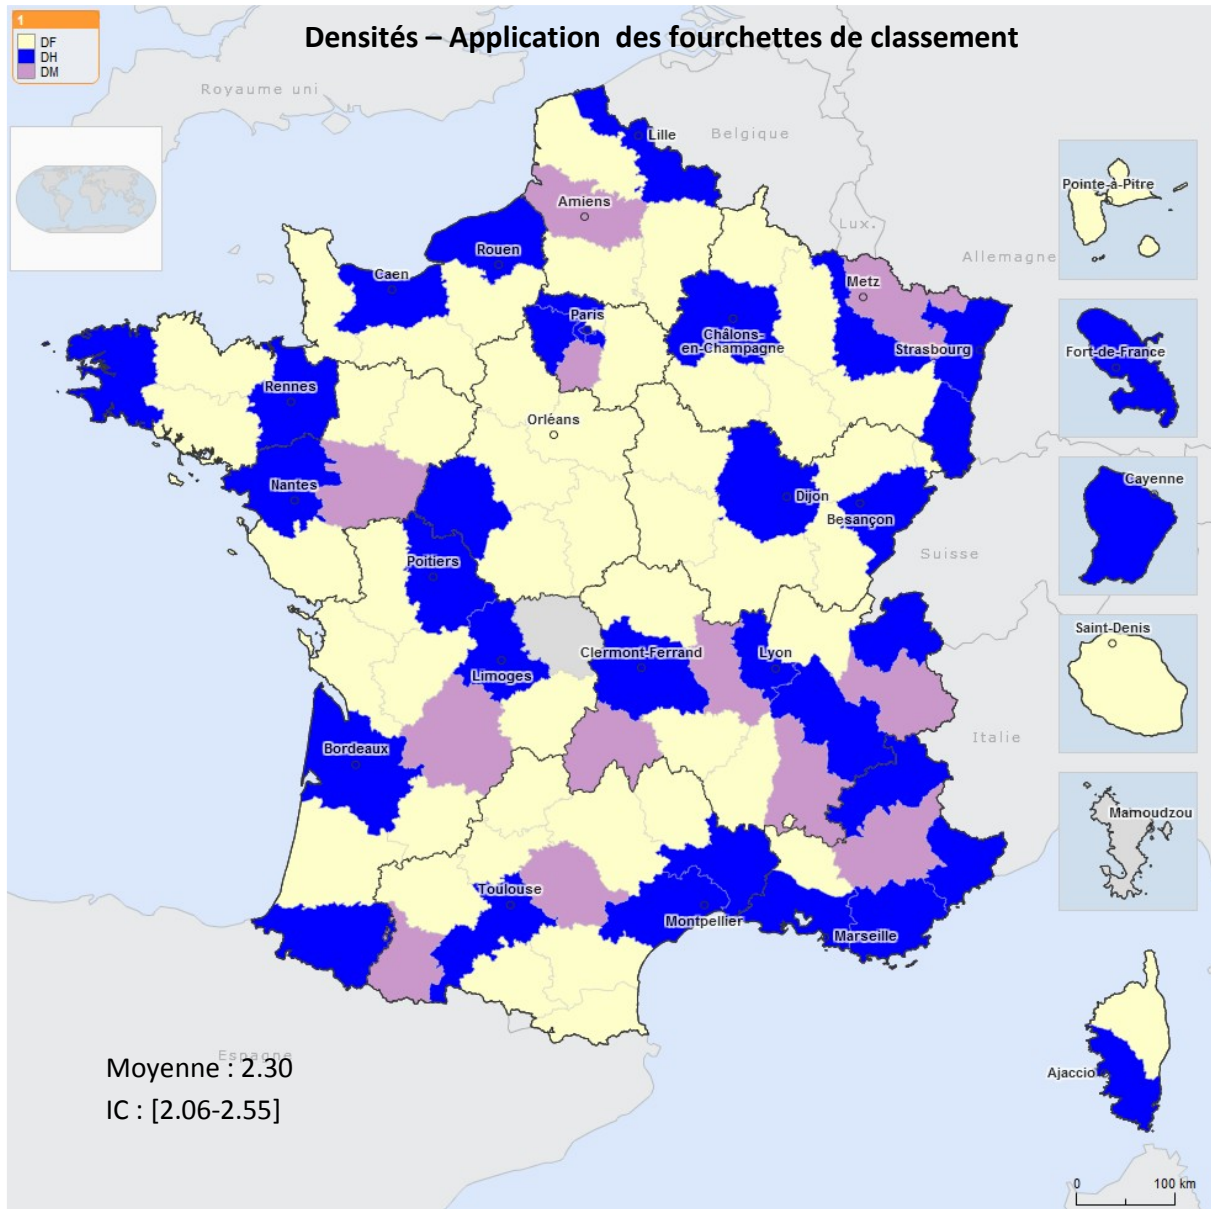 Densités – Application des fourchettes de classement
1
DF
DH
DM
Royaume uni
Lille
Belgique
Pointe-à-Pitre
Amiens
Lux.
Allemagne
Rouen
Metz
Caen
Paris
Châlons-
en-Champagne
Strasbourg
Fort-de-France
Rennes
Orléans
Nantes
Dijon
Cayenne
Besançon
Suisse
Poitiers
Saint-Denis
Clermont-Ferrand
Lyon
Limoges
Italie
Bordeaux
Mamoudzou
Toulouse
Montpellier
Marseille
Espagne
Moyenne : 2.30
Ajaccio
IC : [2.06-2.55]
0 100 km